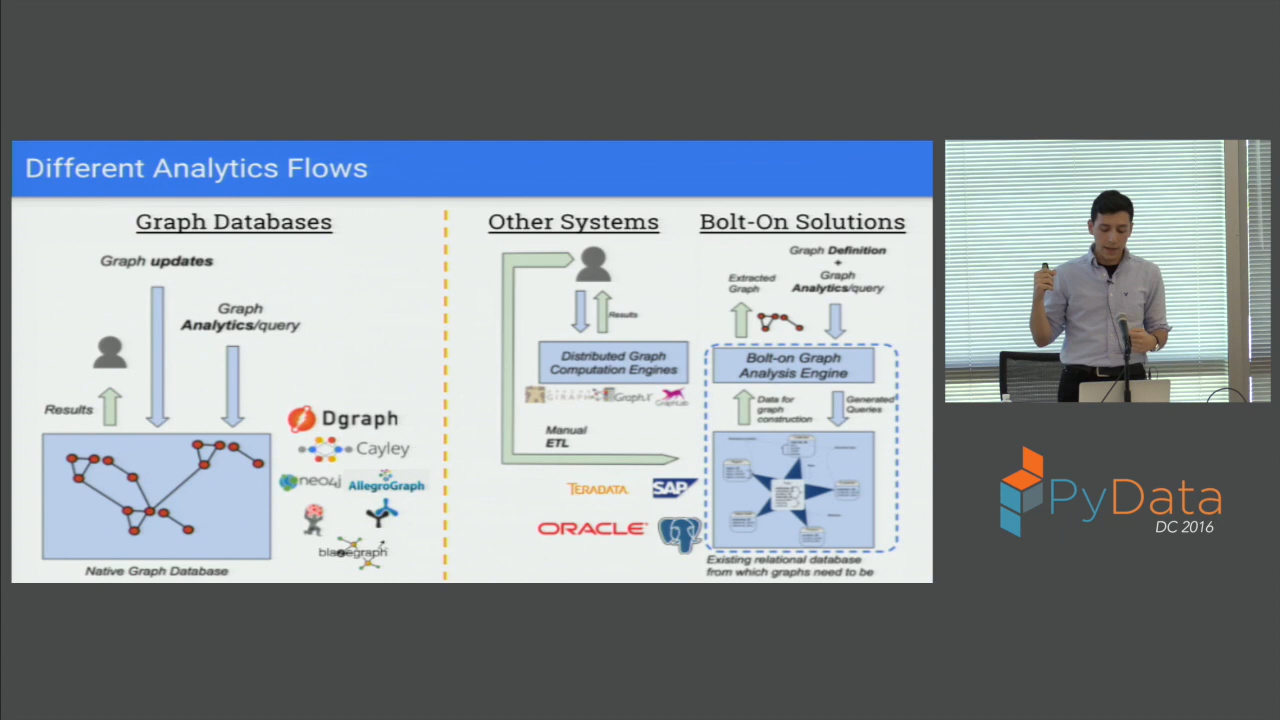 Different Analytics Flows
Graph Databases
Graph updates
Graph
Analytics/query
Results
Dgraph
Cayley
neo4j
AllegroGraph
blazegraph
Native Graph Database
Other Systems
Results
Distributed Graph
Computation Engines
GIRAPH
GraphX
GraphLab
Manual
ETL
TERADATA
SAP
ORACLE
Bolt-On Solutions
Graph Definition
+
Graph
Analytics/query
Extracted
Graph
Bolt-on Graph
Analysis Engine
Data for
graph
construction
Generated
Queries
Existing relational database
from which graphs need to be
PyData
DC 2016